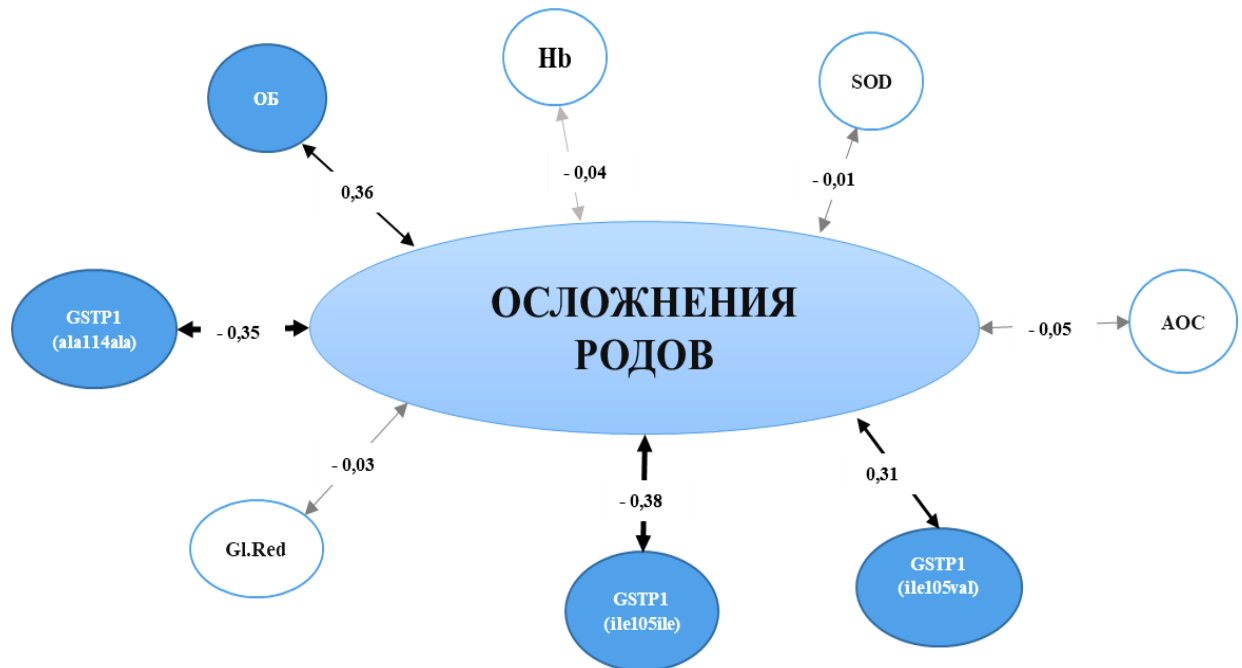 Hb
SOD
ОБ
- 0,04
- 0,01
0,36
ОСЛОЖНЕНИЯ
РОДОВ
GSTP1
(ala114ala)
- 0,35
- 0,05
АОС
- 0,03
- 0,38
0,31
Gl.Red
GSTP1
(ile105ile)
GSTP1
(ile105val)